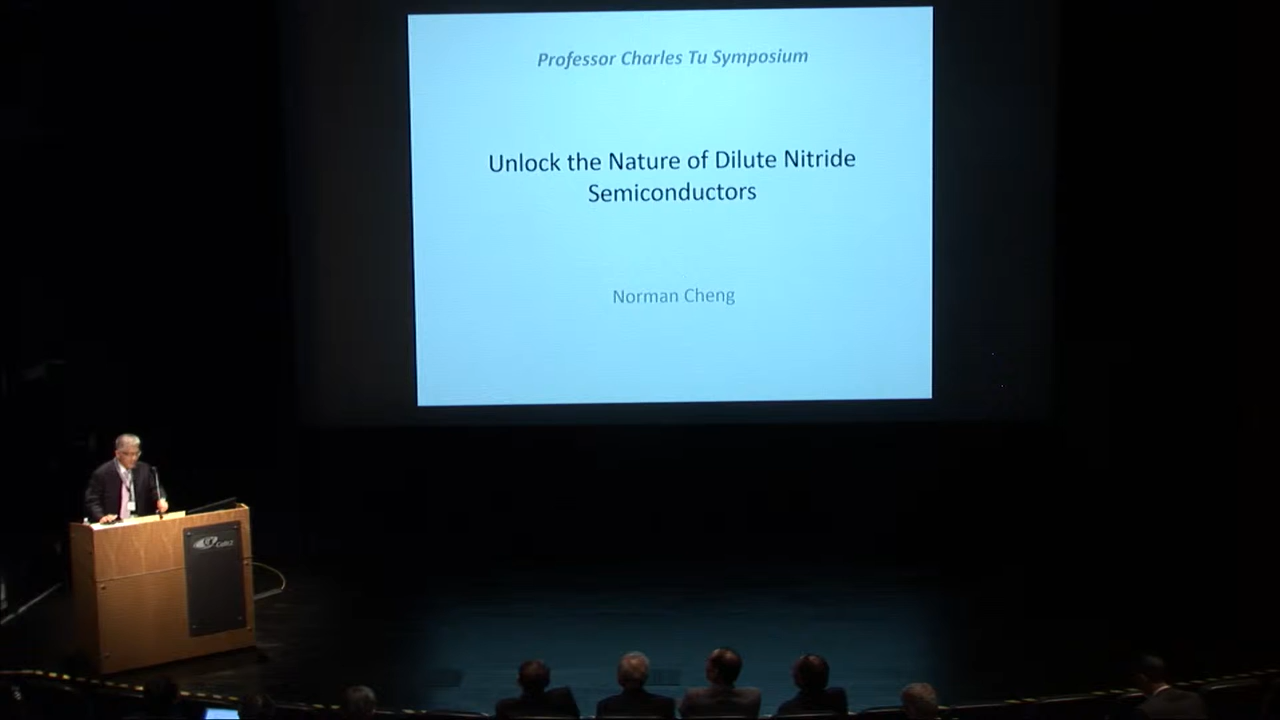 Professor Charles Tu Symposium
Unlock the Nature of Dilute Nitride
Semiconductors
Norman Cheng